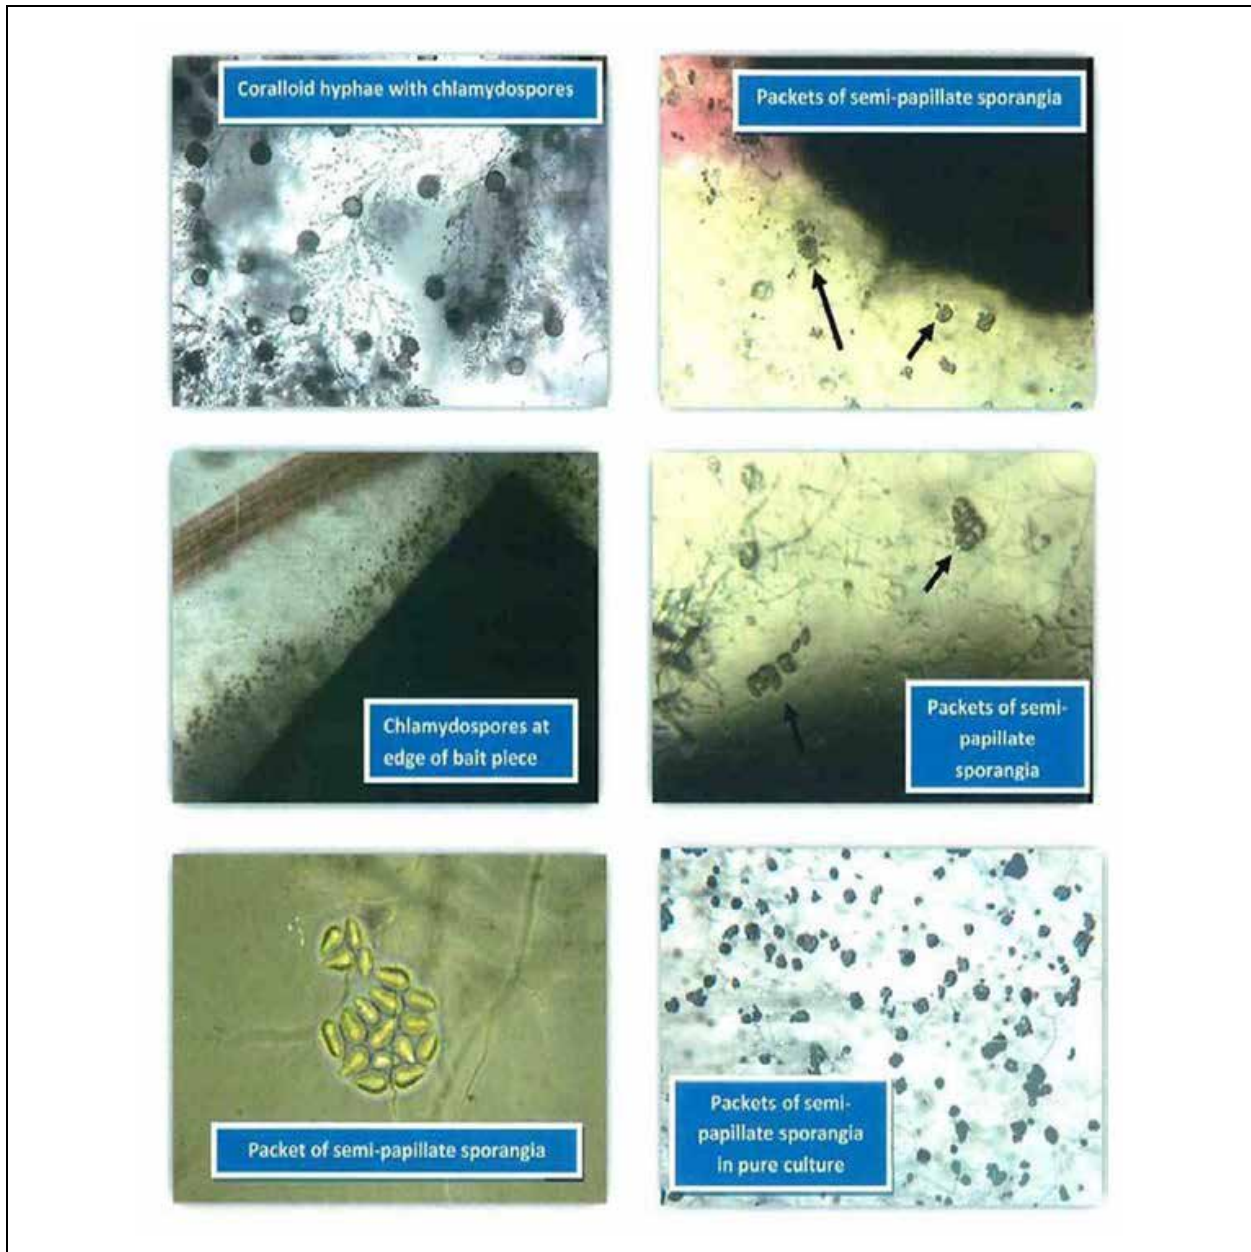 Coralloid hyphae with chlamydospores
Packets of semi-papillate sporangia
Chlamydospores at
edge of bait piece
Packets of semi-
papillate
sporangia
Packet of semi-papillate sporangia
Packets of semi-
papillate sporangia
in pure culture